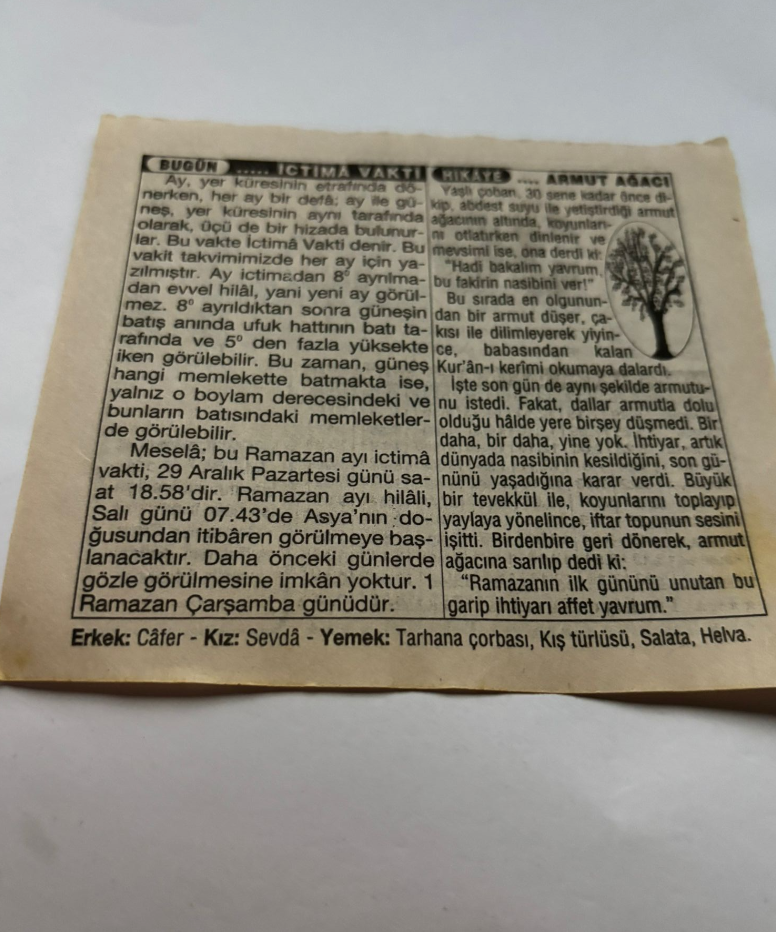 BUGÜN ..... İCTİMÂ VAKTİ
Ay, yer küresinin etrafında dö-
nerken, her ay bir defâ; ay ile gü-
neş, yer küresinin aynı tarafında
olarak, üçü de bir hizada bulunur-
lar. Bu vakte İctimâ Vakti denir. Bu
vakit takvimimizde her ay için ya-
zılmıştır. Ay ictimadan 8° ayrılma-
dan evvel hilâl, yani yeni ay görül-
mez. 8° ayrıldıktan sonra güneşin
batış anında ufuk hattının batı ta-
rafında ve 5° den fazla yüksekte
iken görülebilir. Bu zaman, güneş
hangi memlekette batmakta ise,
yalnız o boylam derecesindeki ve
bunların batısındaki memleketler-
de görülebilir.
Meselâ; bu Ramazan ayı ictimâ
vakti, 29 Aralık Pazartesi günü sa-
at 18.58'dir. Ramazan ayı hilâli,
Salı günü 07.43'de Asya'nın do-
ğusundan itibâren görülmeye baş-
lanacaktır. Daha önceki günlerde
gözle görülmesine imkân yoktur. 1
Ramazan Çarşamba günüdür.
HİKÂYE .... ARMUT AĞACI
Yaşlı çoban, 30 sene kadar önce di-
kip, abdest suyu ile yetiştirdiği armut
ağacının altında, koyunları-
nı otlatırken dinlenir ve
mevsimi ise, ona derdi ki:
"Hadi bakalım yavrum,
bu fakirin nasibini ver!"
Bu sırada en olgunun-
dan bir armut düşer, ça-
kısı ile dilimleyerek yiyin-
ce, babasından kalan
Kur'ân-ı kerîmi okumaya dalardı.
İşte son gün de aynı şekilde armutu-
nu istedi. Fakat, dallar armutla dolu
olduğu hâlde yere birşey düşmedi. Bir
daha, bir daha, yine yok. İhtiyar, artık
dünyada nasibinin kesildiğini, son gü-
nünü yaşadığına karar verdi. Büyük
bir tevekkül ile, koyunlarını toplayıp
yaylaya yönelince, iftar topunun sesini
işitti. Birdenbire geri dönerek, armut
ağacına sarılıp dedi ki:
"Ramazanın ilk gününü unutan bu
garip ihtiyarı affet yavrum."
Erkek: Câfer - Kız: Sevdâ - Yemek: Tarhana çorbası, Kış türlüsü, Salata, Helva.